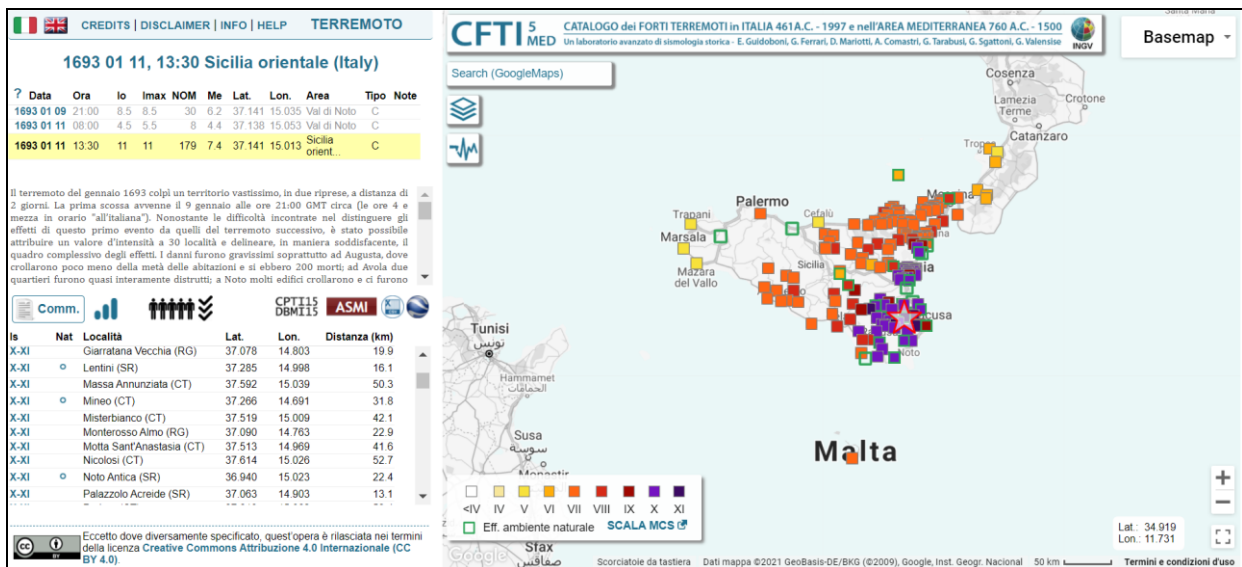 CREDITS | DISCLAIMER | INFO | HELP TERREMOTO
1693 01 11, 13:30 Sicilia orientale (Italy)
? Data Ora Io Imax NOM Me Lat. Lon. Area Tipo Note
1693 01 09 21:00 8.5 8.5 30 6.2 37.141 15.035 Val di Noto C
1693 01 11 08:00 4.5 5.5 8 4.4 37.138 15.053 Val di Noto C
1693 01 11 13:30 11 11 179 7.4 37.141 15.013 Sicilia orient... C
Il terremoto del gennaio 1693 colpì un territorio vastissimo, in due riprese, a distanza di
2 giorni. La prima scossa avvenne il 9 gennaio alle ore 21:00 GMT circa (le ore 4 e
mezza in orario "all'italiana"). Nonostante le difficoltà incontrate nel distinguere gli
effetti di questo primo evento da quelli del terremoto successivo, è stato possibile
attribuire un valore d'intensità a 30 località e delineare, in maniera soddisfacente, il
quadro complessivo degli effetti. I danni furono gravissimi soprattutto ad Augusta, dove
crollarono poco meno della metà delle abitazioni e si ebbero 200 morti; ad Avola due
quartieri furono quasi interamente distrutti; a Noto molti edifici crollarono e ci furono
Comm.
CPTI15
DBMI15
ASMI
Is Nat Località Lat. Lon. Distanza (km)
X-XI Giarratana Vecchia (RG) 37.078 14.803 19.9
X-XI Lentini (SR) 37.285 14.998 16.1
X-XI Massa Annunziata (CT) 37.592 15.039 50.3
X-XI Mineo (CT) 37.266 14.691 31.8
X-XI Misterbianco (CT) 37.519 15.009 42.1
X-XI Monterosso Almo (RG) 37.090 14.763 22.9
X-XI Motta Sant'Anastasia (CT) 37.513 14.969 41.6
X-XI Nicolosi (CT) 37.614 15.026 52.7
X-XI Noto Antica (SR) 36.940 15.023 22.4
X-XI Palazzolo Acreide (SR) 37.063 14.903 13.1
cc BY
Eccetto dove diversamente specificato, quest'opera è rilasciata nei termini
della licenza Creative Commons Attribuzione 4.0 Internazionale (CC
BY 4.0).
CFTI 5 MED
CATALOGO dei FORTI TERREMOTI in ITALIA 461 A.C. - 1997 e nell'AREA MEDITERRANEA 760 A.C. - 1500
Un laboratorio avanzato di sismologia storica - E. Guidoboni, G. Ferrari, D. Mariotti, A. Comastri, G. Tarabusi, G. Sgattoni, G. Valensise
INGV
Basemap
Search (GoogleMaps)
Cosenza
Crotone
Lamezia
Terme
Catanzaro
Tropea
Messina
Palermo
Cefalù
Trapani
Marsala
Mazara
del Vallo
Sicilia
Noto
Tunisi
تونس
Hammamet
الحمامات
Susa
سوسة
Monastir
Malta
Sfax
صفاقس
<IV IV V VI VII VIII IX X XI
Eff. ambiente naturale SCALA MCS
Google
Lat.: 34.919
Lon.: 11.731
Scorciatoie da tastiera Dati mappa ©2021 GeoBasis-DE/BKG (©2009), Google, Inst. Geogr. Nacional 50 km Termini e condizioni d'uso